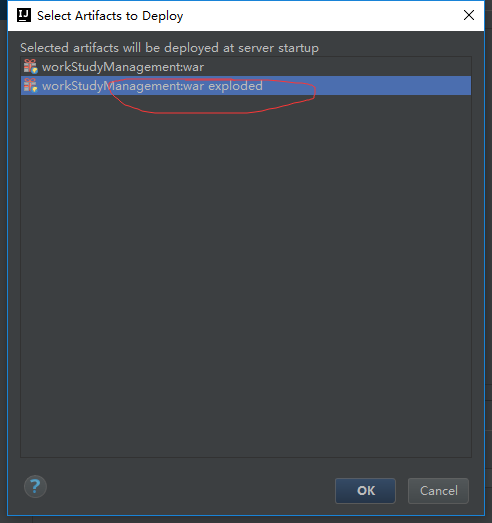 IJ Select Artifacts to Deploy
Selected artifacts will be deployed at server startup
workStudyManagement:war
workStudyManagement:war exploded
?
OK Cancel